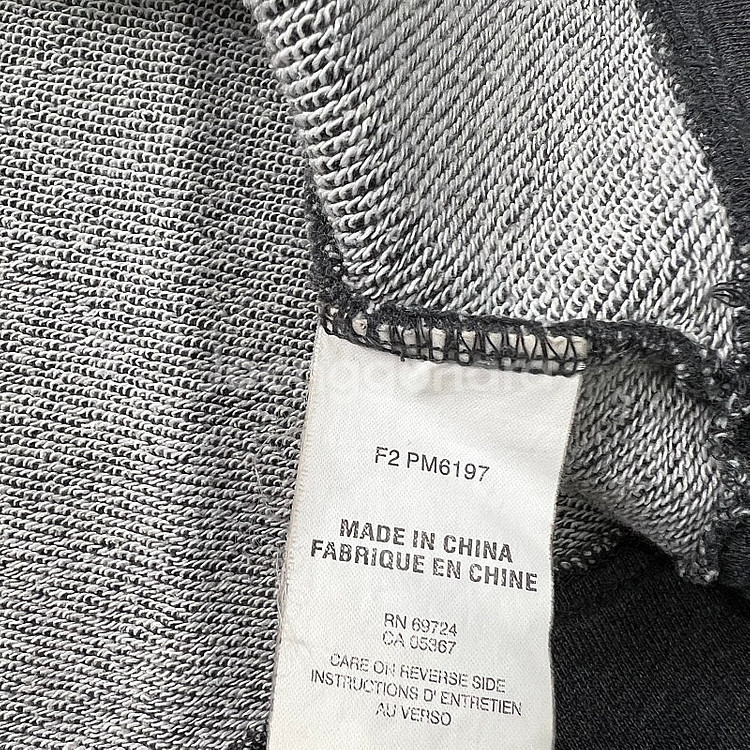 F2 PM6197
MADE IN CHINA
FABRIQUE EN CHINE
RN 69724
CA 05367
CARE ON REVERSE SIDE
INSTRUCTIONS D' ENTRETIEN
AU VERSO